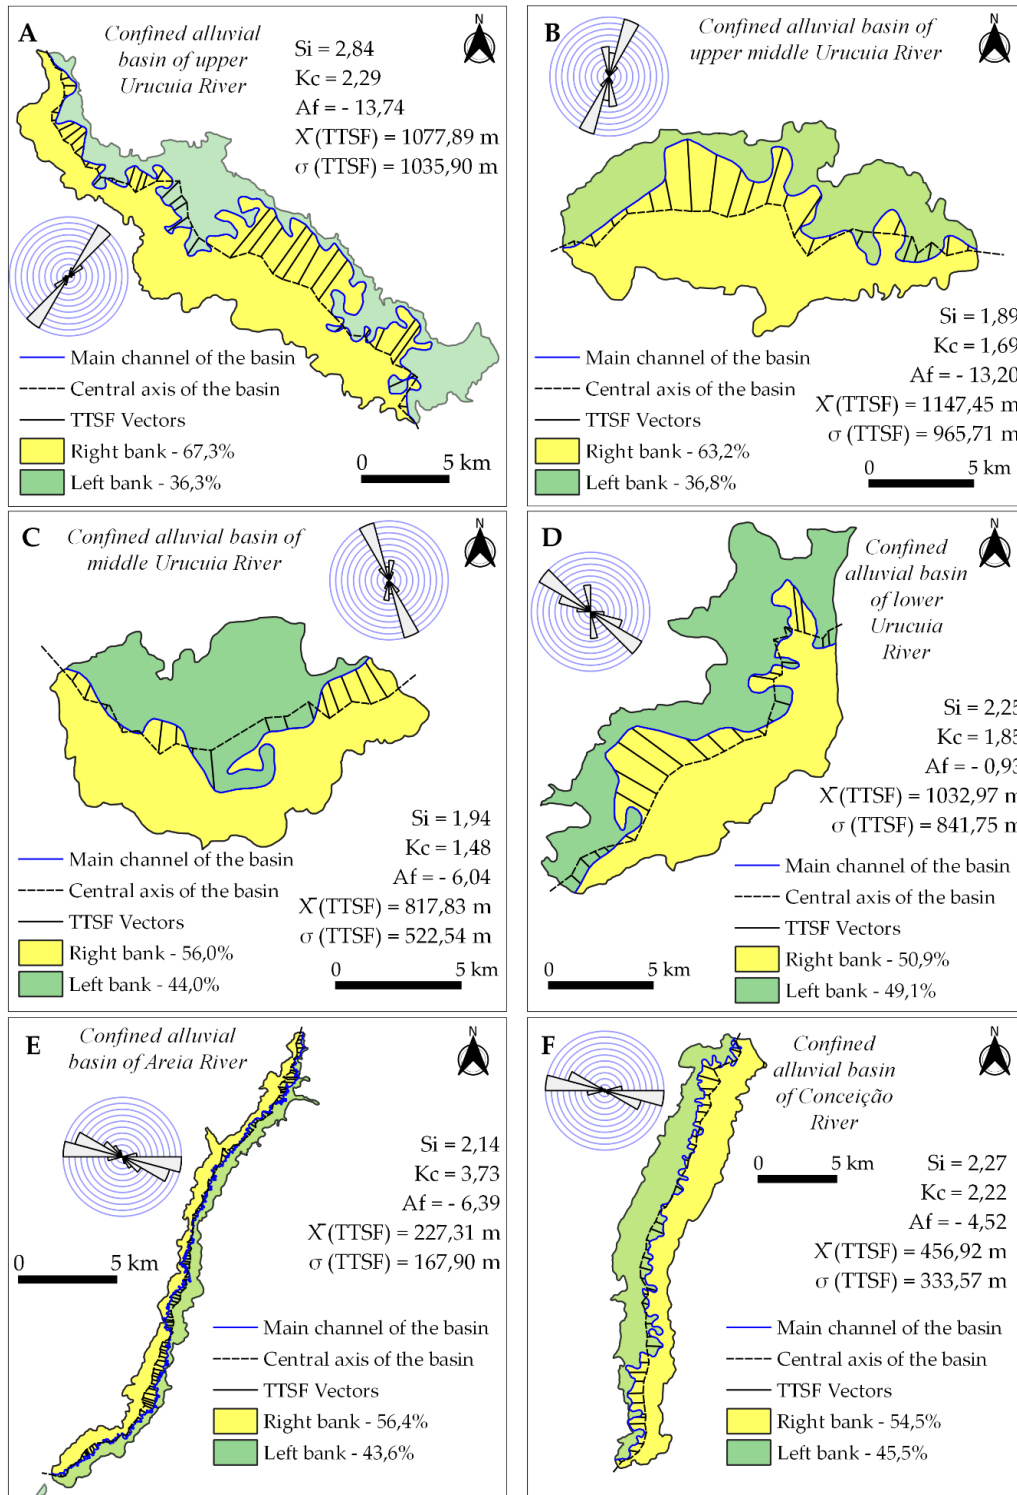 A
Confined alluvial
basin of upper
Urucuia River
N
Si = 2,84
Kc = 2,29
Af = - 13,74
X̄ (TTSF) = 1077,89 m
σ (TTSF) = 1035,90 m
Main channel of the basin
Central axis of the basin
TTSF Vectors
Right bank - 67,3%
Left bank - 36,3%
0 5 km
B
Confined alluvial basin of
upper middle Urucuia River
N
Si = 1,89
Kc = 1,69
Af = - 13,20
X̄ (TTSF) = 1147,45 m
σ (TTSF) = 965,71 m
Main channel of the basin
Central axis of the basin
TTSF Vectors
Right bank - 63,2%
Left bank - 36,8%
0 5 km
C
Confined alluvial basin of
middle Urucuia River
N
Si = 1,94
Kc = 1,48
Af = - 6,04
X̄ (TTSF) = 817,83 m
σ (TTSF) = 522,54 m
Main channel of the basin
Central axis of the basin
TTSF Vectors
Right bank - 56,0%
Left bank - 44,0%
0 5 km
D
Confined
alluvial basin
of lower
Urucuia
River
N
Si = 2,25
Kc = 1,85
Af = - 0,93
X̄ (TTSF) = 1032,97 m
σ (TTSF) = 841,75 m
Main channel of the basin
Central axis of the basin
TTSF Vectors
Right bank - 50,9%
Left bank - 49,1%
0 5 km
E
Confined alluvial
basin of Areia River
N
Si = 2,14
Kc = 3,73
Af = - 6,39
X̄ (TTSF) = 227,31 m
σ (TTSF) = 167,90 m
0 5 km
Main channel of the basin
Central axis of the basin
TTSF Vectors
Right bank - 56,4%
Left bank - 43,6%
F
Confined
alluvial basin
of Conceição
River
N
0 5 km
Si = 2,27
Kc = 2,22
Af = - 4,52
X̄ (TTSF) = 456,92 m
σ (TTSF) = 333,57 m
Main channel of the basin
Central axis of the basin
TTSF Vectors
Right bank - 54,5%
Left bank - 45,5%